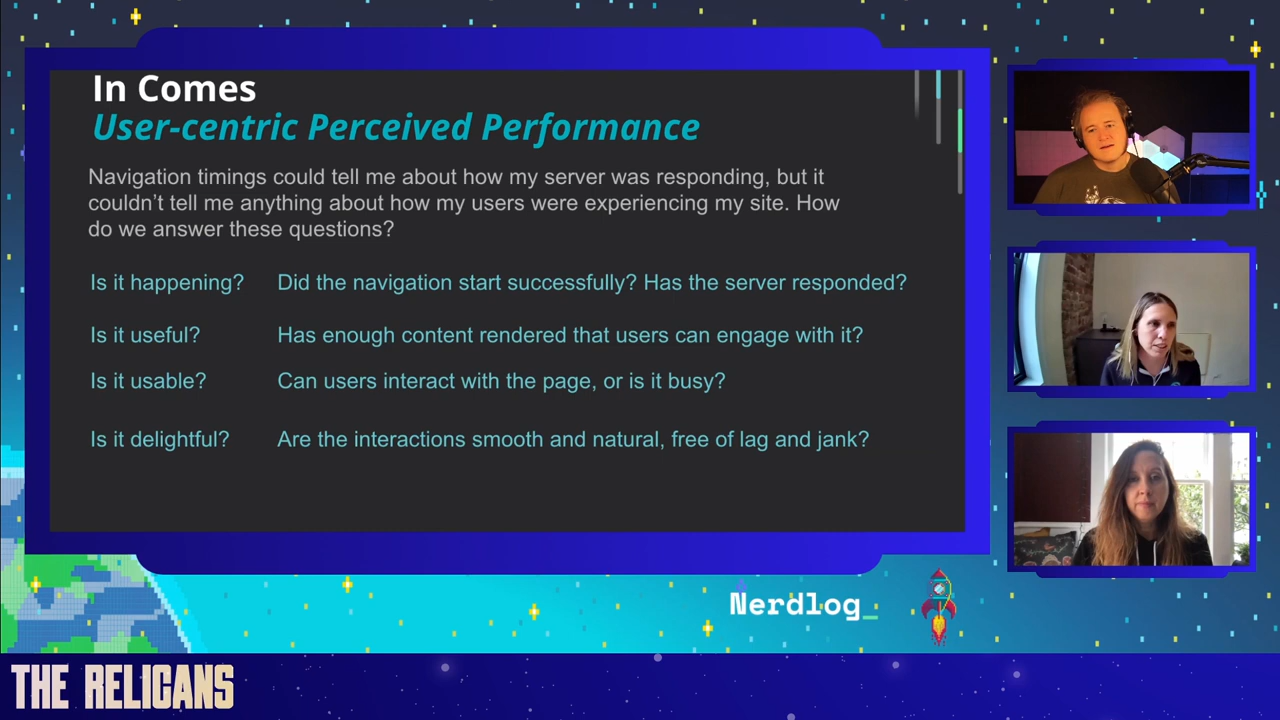 In Comes
User-centric Perceived Performance
Navigation timings could tell me about how my server was responding, but it
couldn't tell me anything about how my users were experiencing my site. How
do we answer these questions?
Is it happening? Did the navigation start successfully? Has the server responded?
Is it useful? Has enough content rendered that users can engage with it?
Is it usable? Can users interact with the page, or is it busy?
Is it delightful? Are the interactions smooth and natural, free of lag and jank?
Nerdlog_
THE RELICANS